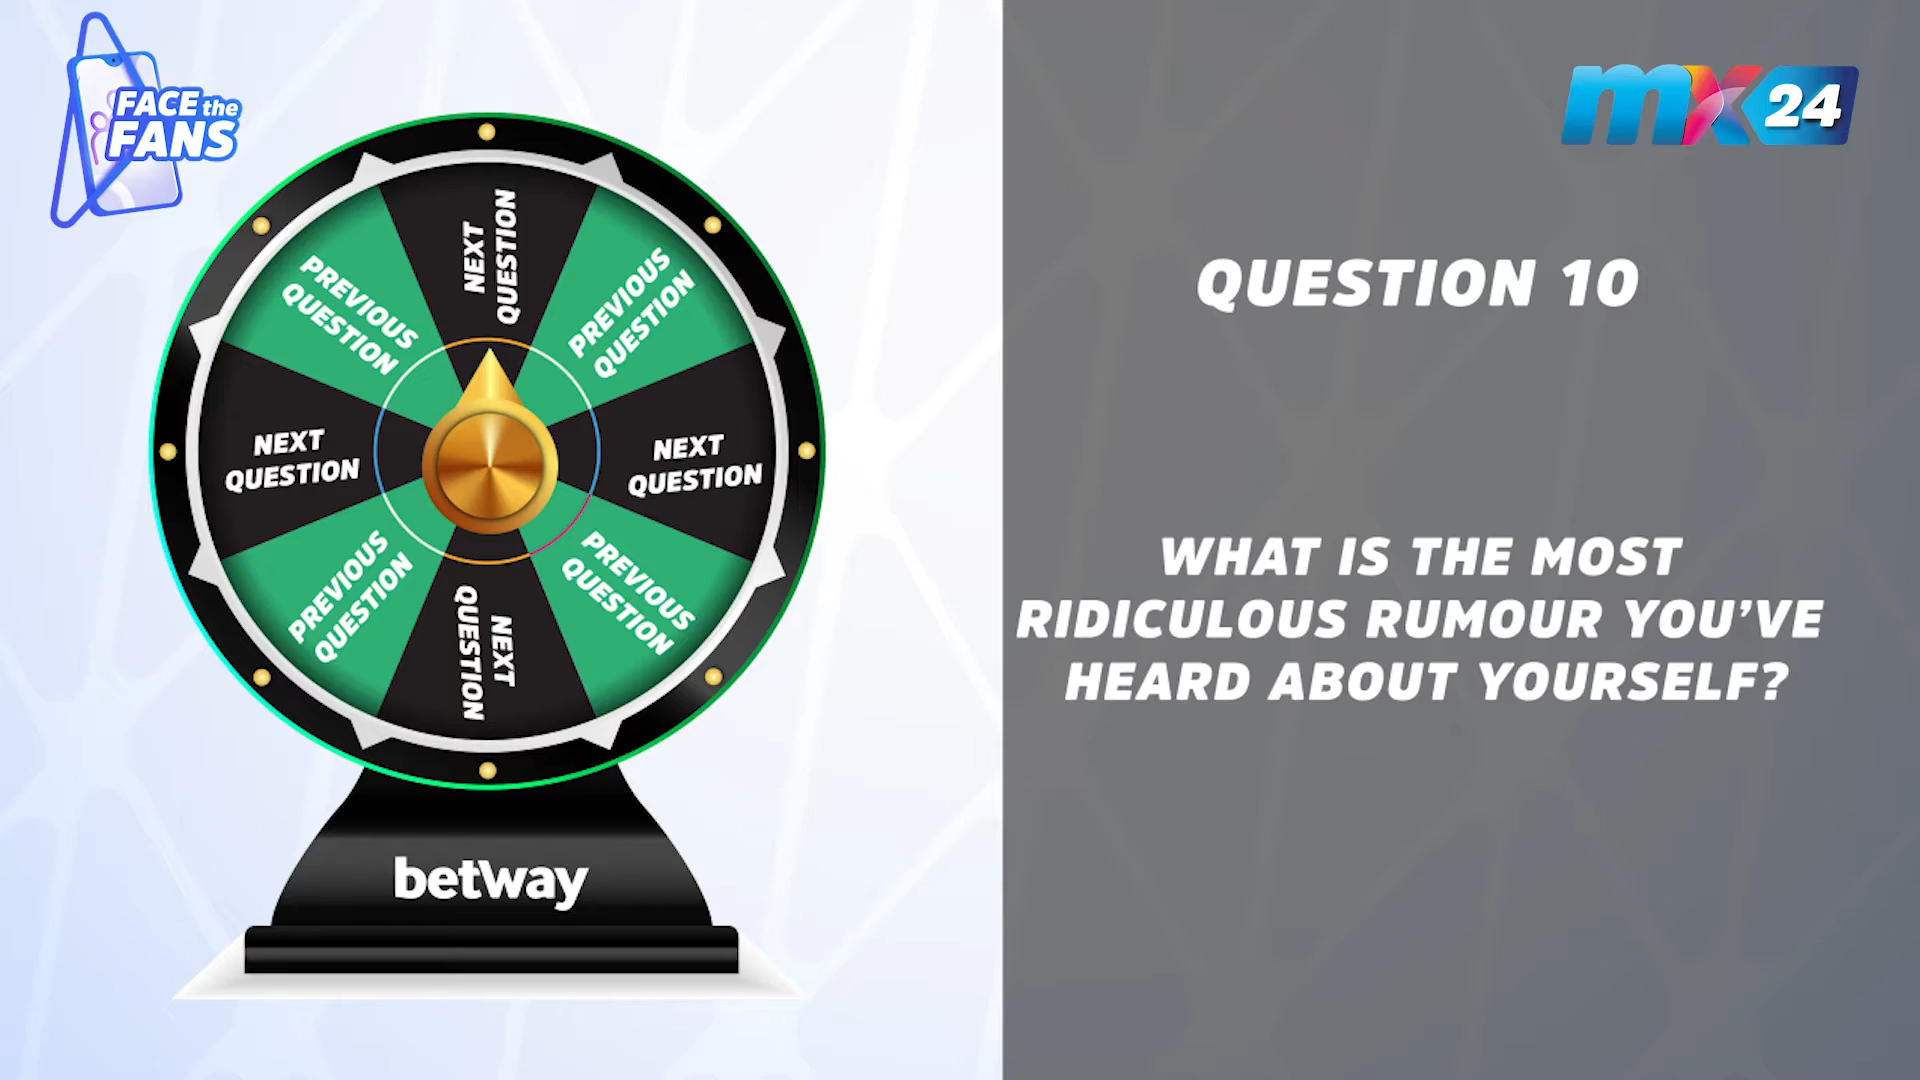 FACE the
FANS
mx24
NEXT
QUESTION
PREVIOUS
QUESTION
PREVIOUS
QUESTION
NEXT
QUESTION
NEXT
QUESTION
PREVIOUS
QUESTION
PREVIOUS
QUESTION
NEXT
QUESTION
betway
QUESTION 10
WHAT IS THE MOST
RIDICULOUS RUMOUR YOU’VE
HEARD ABOUT YOURSELF?